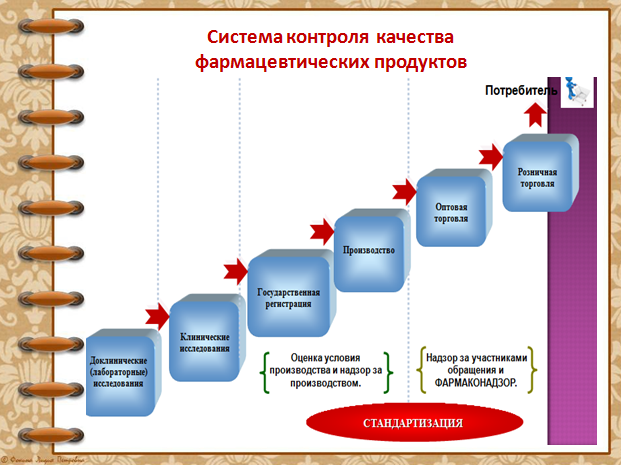 Система контроля качества
фармацевтических продуктов
Потребитель
Розничная
торговля
Оптовая
торговля
Производство
Государственная
регистрация
Клинические
исследования
Доклинические
(лабораторные)
исследования
Оценка условия
производства и надзор за
производством.
Надзор за участниками
обращения и
ФАРМАКОНАДЗОР.
СТАНДАРТИЗАЦИЯ